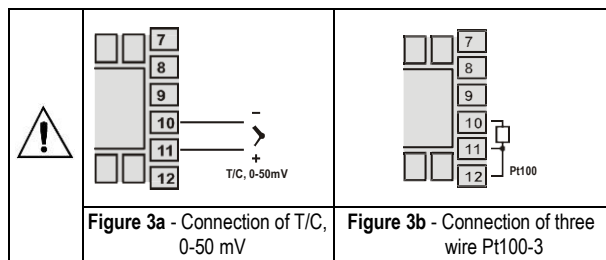 7
8
9
10
11
12
–
+
T/C, 0-50mV
7
8
9
10
11
12
Pt100
Figure 3a - Connection of T/C,
0-50 mV
Figure 3b - Connection of three
wire Pt100-3